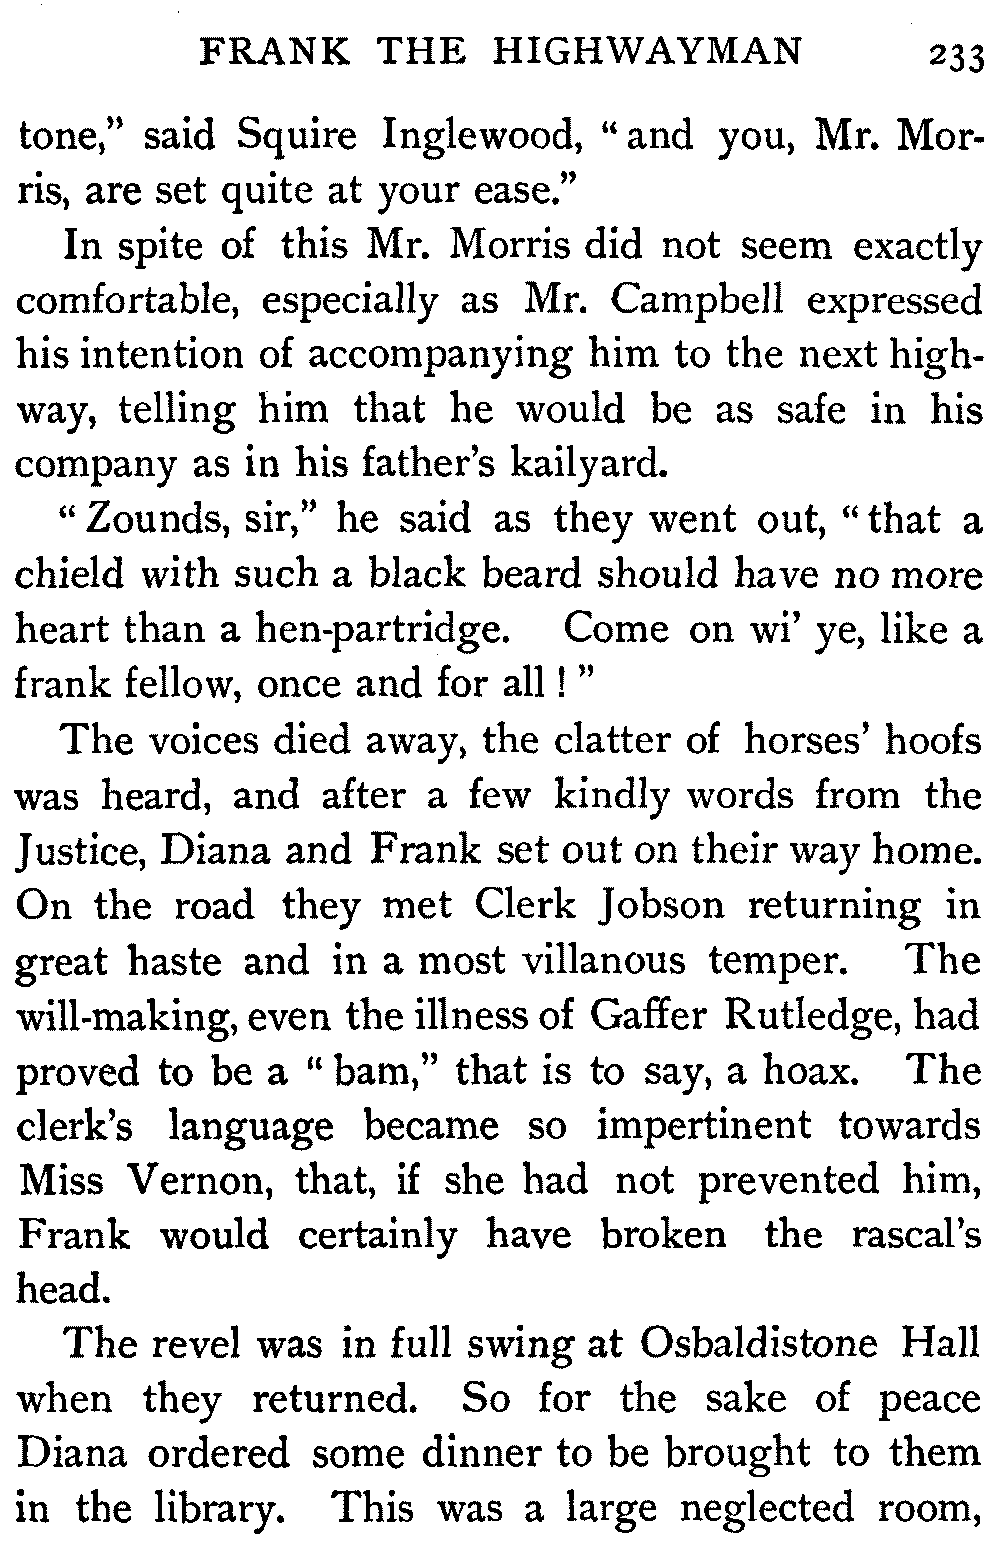 FRANK THE HIGHWAYMAN 233
tone," said Squire Inglewood, "and you, Mr. Mor-
ris, are set quite at your ease."
In spite of this Mr. Morris did not seem exactly
comfortable, especially as Mr. Campbell expressed
his intention of accompanying him to the next high-
way, telling him that he would be as safe in his
company as in his father's kailyard.
"Zounds, sir," he said as they went out, "that a
chield with such a black beard should have no more
heart than a hen-partridge. Come on wi' ye, like a
frank fellow, once and for all!"
The voices died away, the clatter of horses' hoofs
was heard, and after a few kindly words from the
Justice, Diana and Frank set out on their way home.
On the road they met Clerk Jobson returning in
great haste and in a most villanous temper. The
will-making, even the illness of Gaffer Rutledge, had
proved to be a "bam," that is to say, a hoax. The
clerk's language became so impertinent towards
Miss Vernon, that, if she had not prevented him,
Frank would certainly have broken the rascal's
head.
The revel was in full swing at Osbaldistone Hall
when they returned. So for the sake of peace
Diana ordered some dinner to be brought to them
in the library. This was a large neglected room,